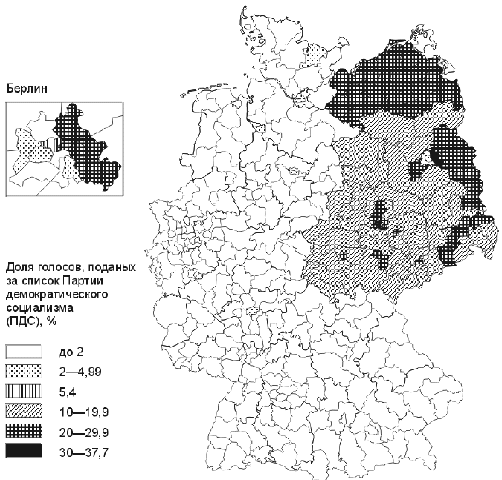 Берлин
Доля голосов, поданых
за список Партии
демократического
социализма
(ПДС), %
до 2
2—4,99
5,4
10—19,9
20—29,9
30—37,7